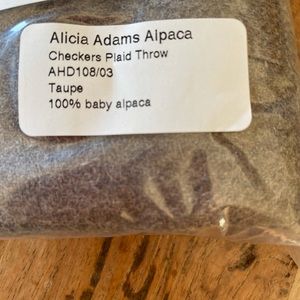 Alicia Adams Alpaca
Checkers Plaid Throw
AHD108/03
Taupe
100% baby alpaca